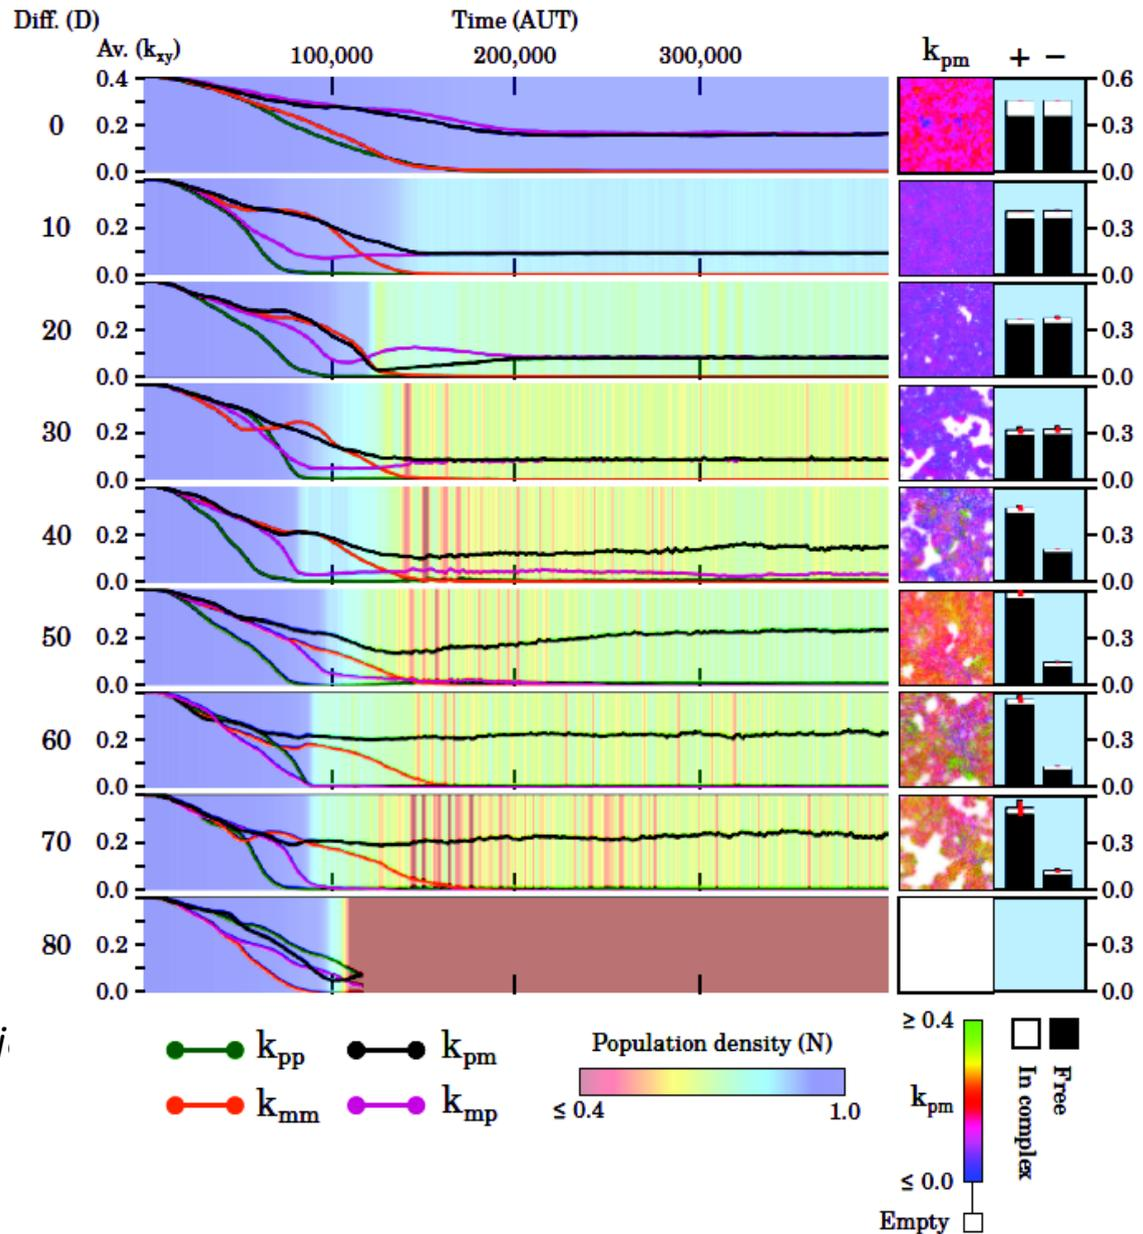 Diff. (D) Time (AUT)
Av. (kxy) 100,000 200,000 300,000 kpm + −
0.4 0.6
0 0.2 0.3
0.0 0.0
10 0.2 0.3
0.0 0.0
20 0.2 0.3
0.0 0.0
30 0.2 0.3
0.0 0.0
40 0.2 0.3
0.0 0.0
50 0.2 0.3
0.0 0.0
60 0.2 0.3
0.0 0.0
70 0.2 0.3
0.0 0.0
80 0.2 0.3
0.0 0.0
kpp kpm
kmm kmp
Population density (N)
≤ 0.4 1.0
≥ 0.4
kpm
≤ 0.0
Empty
In complex
Free